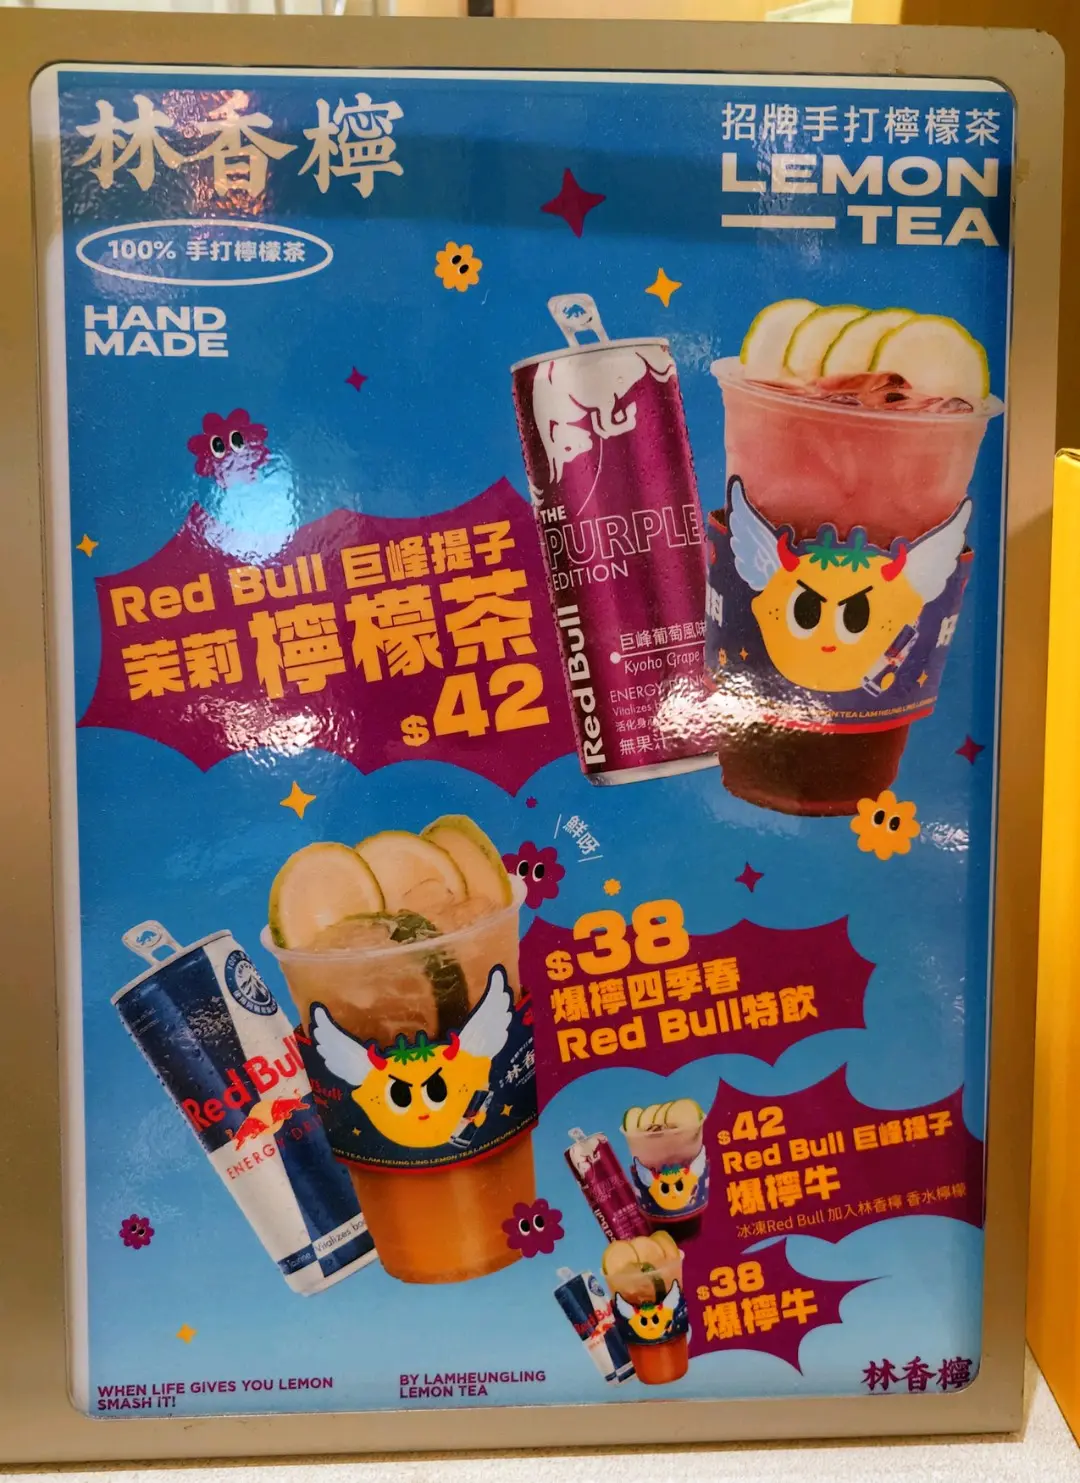 林香檸
招牌手打檸檬茶
LEMON
TEA
100% 手打檸檬茶
HAND
MADE
Red Bull 巨峰提子
茉莉檸檬茶
$42
THE
PURPLE
EDITION
Red Bull
巨峰葡萄風味
Kyoho Grape
ENERGY
Vitalizes
無果汁
鮮呀
$38
爆檸四季春
Red Bull特飲
Red Bull
ENERGY
Vitalizes
林香
$42
Red Bull 巨峰提子
爆檸牛
冰凍Red Bull 加入林香檸 香水檸檬
$38
爆檸牛
WHEN LIFE GIVES YOU LEMON
SMASH IT!
BY LAMHEUNGLING
LEMON TEA
林香檸